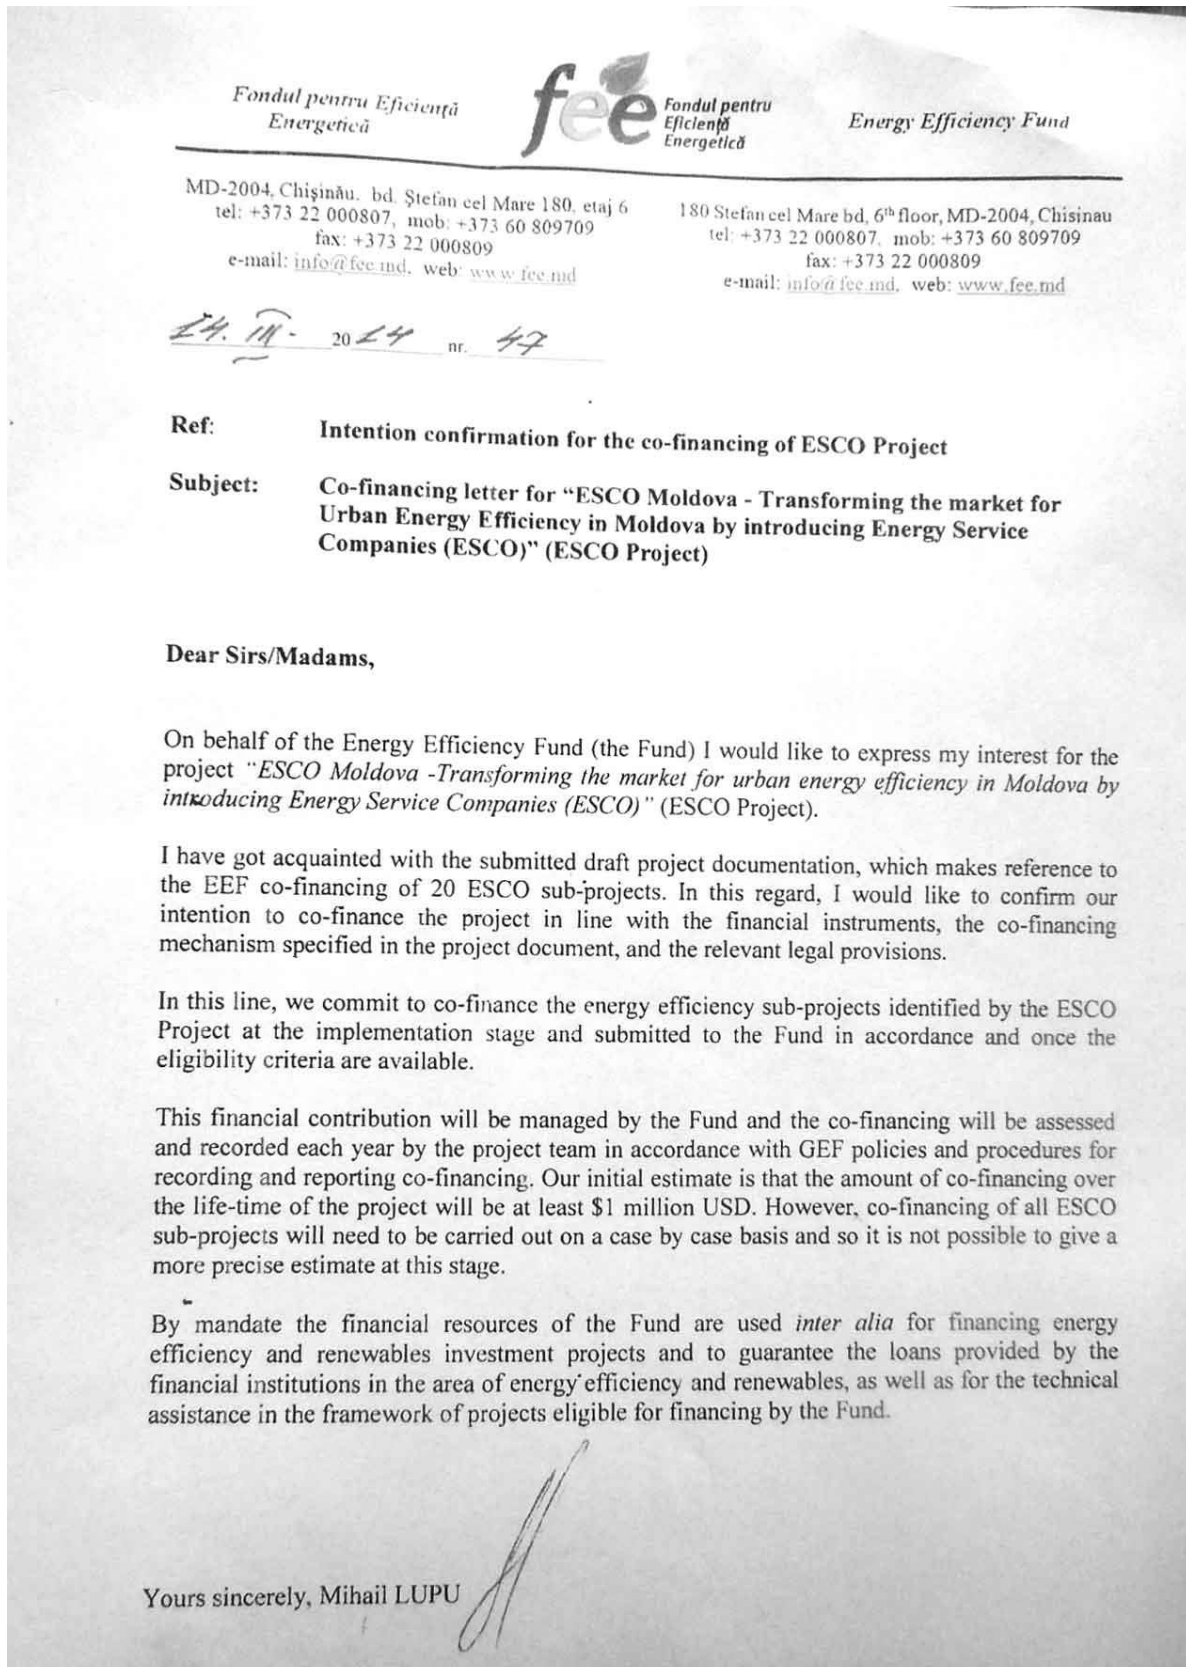 Fondul pentru Eficiență
Energetică
fee
Fondul pentru
Eficiență
Energetică
Energy Efficiency Fund
MD-2004, Chişinău, bd. Ştefan cel Mare 180, etaj 6
tel: +373 22 000807, mob: +373 60 809709
fax: +373 22 000809
e-mail: info@fee.md, web: www.fee.md
180 Stefan cel Mare bd, 6th floor, MD-2004, Chisinau
tel: +373 22 000807, mob: +373 60 809709
fax: +373 22 000809
e-mail: info@fee.md, web: www.fee.md
14. III - 2014 nr. 47
Ref: Intention confirmation for the co-financing of ESCO Project
Subject: Co-financing letter for “ESCO Moldova - Transforming the market for
Urban Energy Efficiency in Moldova by introducing Energy Service
Companies (ESCO)” (ESCO Project)
Dear Sirs/Madams,
On behalf of the Energy Efficiency Fund (the Fund) I would like to express my interest for the
project "ESCO Moldova -Transforming the market for urban energy efficiency in Moldova by
introducing Energy Service Companies (ESCO)" (ESCO Project).
I have got acquainted with the submitted draft project documentation, which makes reference to
the EEF co-financing of 20 ESCO sub-projects. In this regard, I would like to confirm our
intention to co-finance the project in line with the financial instruments, the co-financing
mechanism specified in the project document, and the relevant legal provisions.
In this line, we commit to co-finance the energy efficiency sub-projects identified by the ESCO
Project at the implementation stage and submitted to the Fund in accordance and once the
eligibility criteria are available.
This financial contribution will be managed by the Fund and the co-financing will be assessed
and recorded each year by the project team in accordance with GEF policies and procedures for
recording and reporting co-financing. Our initial estimate is that the amount of co-financing over
the life-time of the project will be at least $1 million USD. However, co-financing of all ESCO
sub-projects will need to be carried out on a case by case basis and so it is not possible to give a
more precise estimate at this stage.
By mandate the financial resources of the Fund are used inter alia for financing energy
efficiency and renewables investment projects and to guarantee the loans provided by the
financial institutions in the area of energy efficiency and renewables, as well as for the technical
assistance in the framework of projects eligible for financing by the Fund.
Yours sincerely, Mihail LUPU